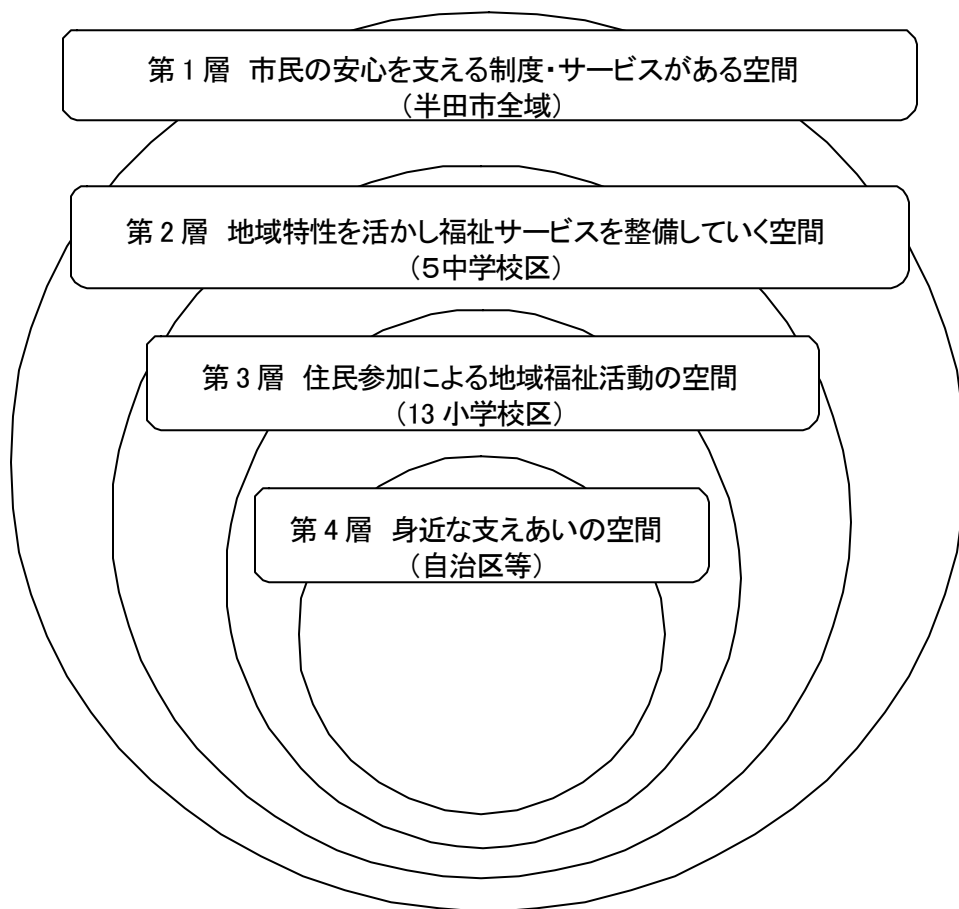 第1層 市民の安心を支える制度・サービスがある空間
(半田市全域)
第2層 地域特性を活かし福祉サービスを整備していく空間
(5中学校区)
第3層 住民参加による地域福祉活動の空間
(13小学校区)
第4層 身近な支えあいの空間
(自治区等)